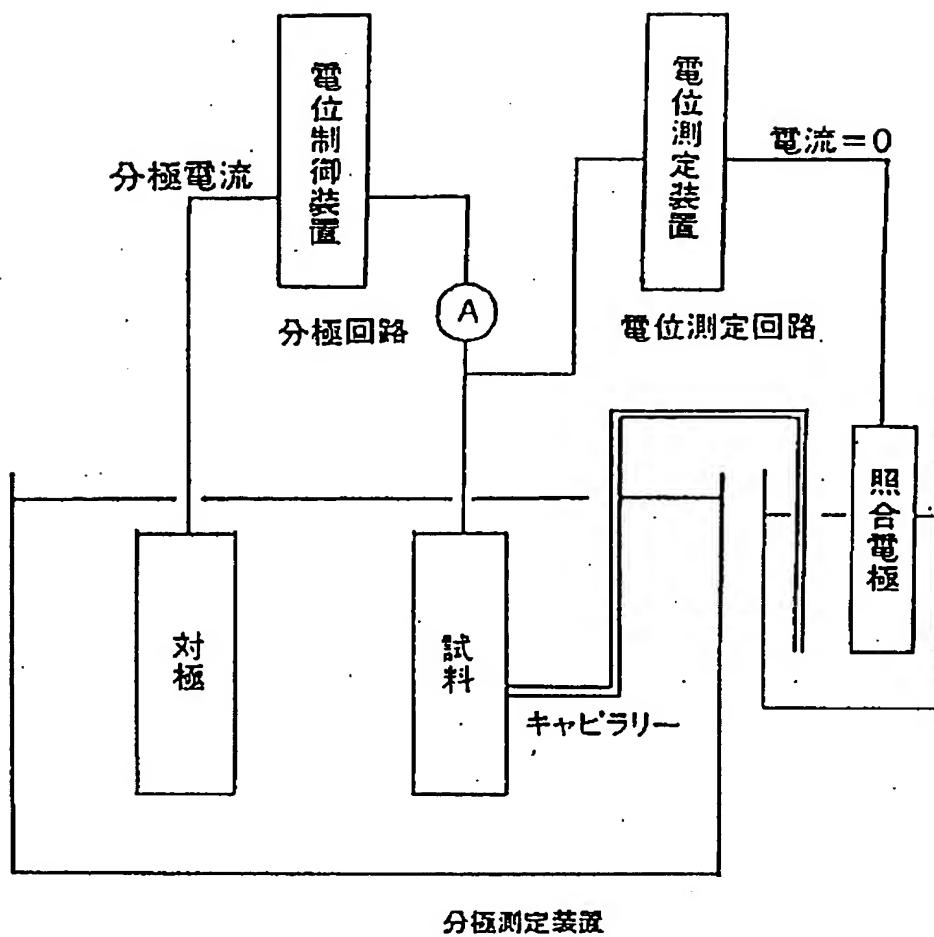 電位制御装置
電位測定装置
電流=0
分極電流
A
分極回路
電位測定回路
照合電極
対極
試料
キャピラリー
分極測定装置